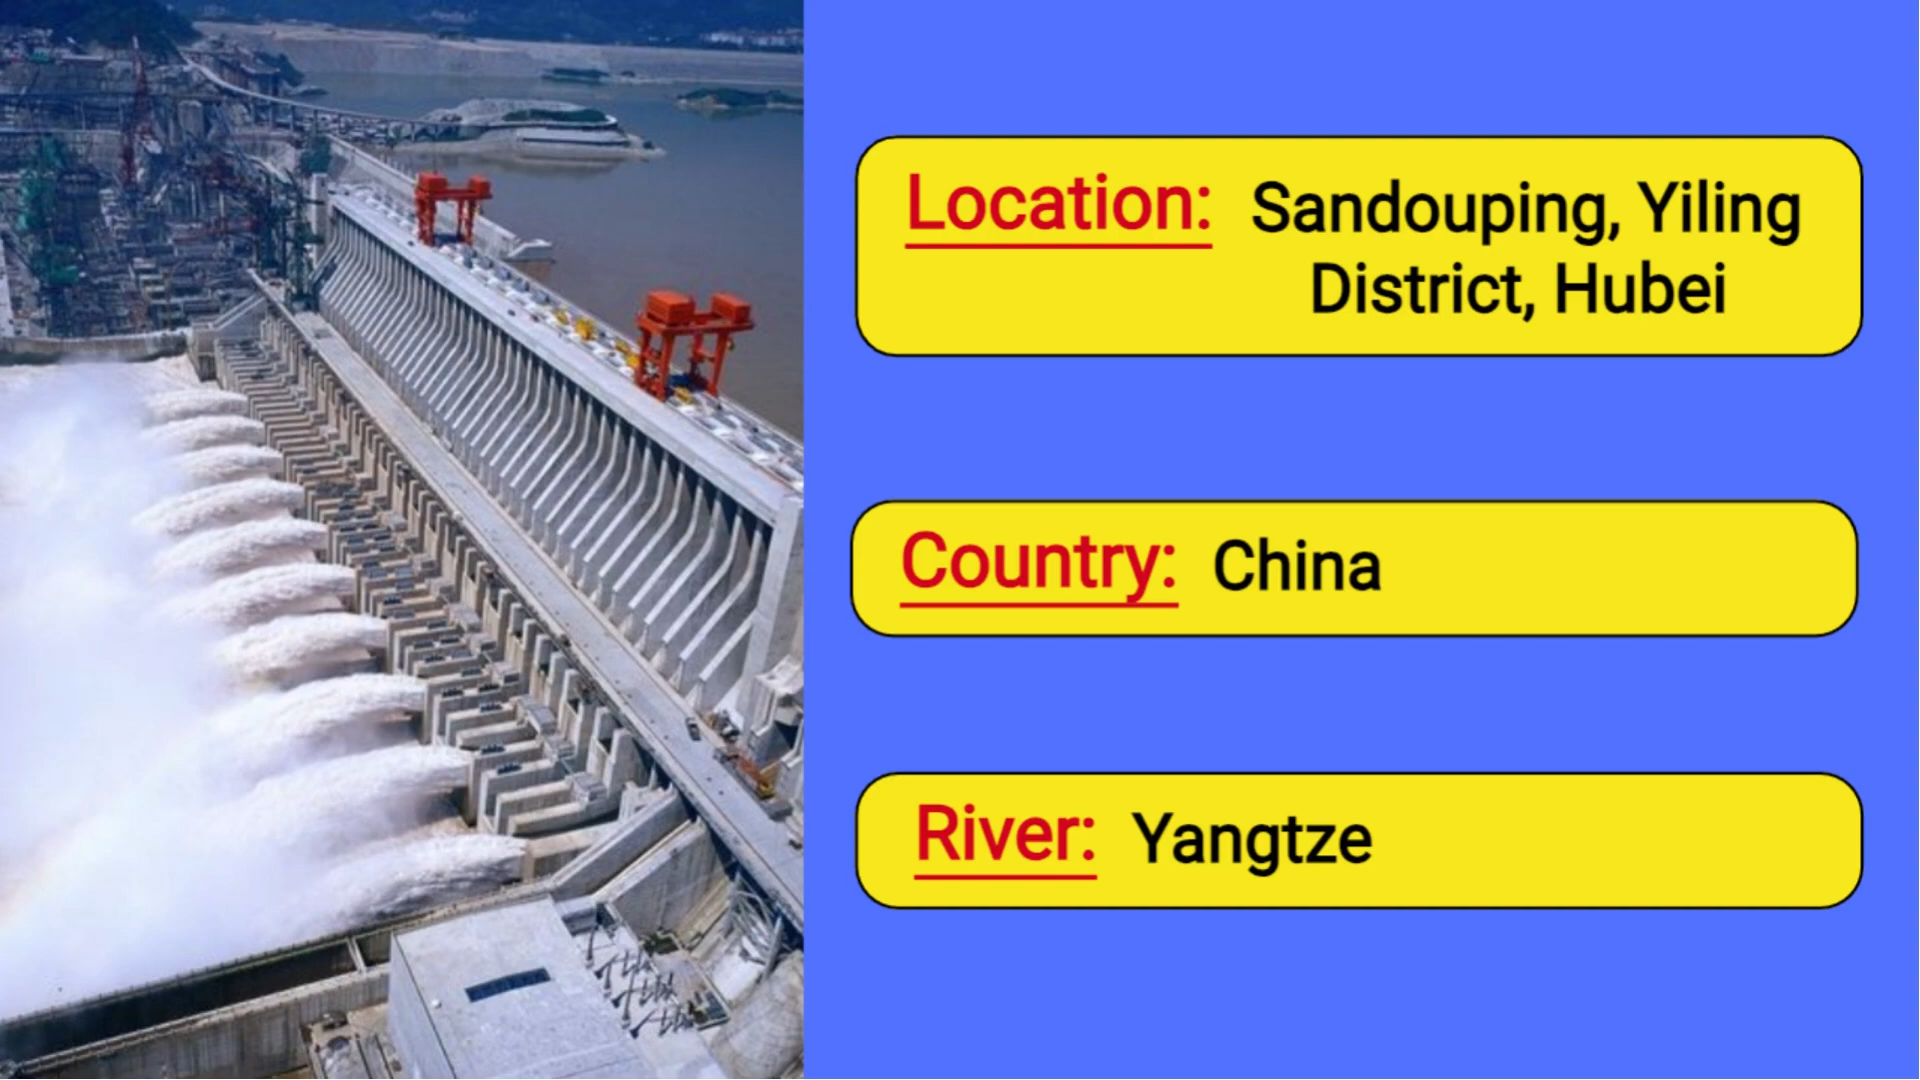 Location: Sandouping, Yiling
District, Hubei
Country: China
River: Yangtze